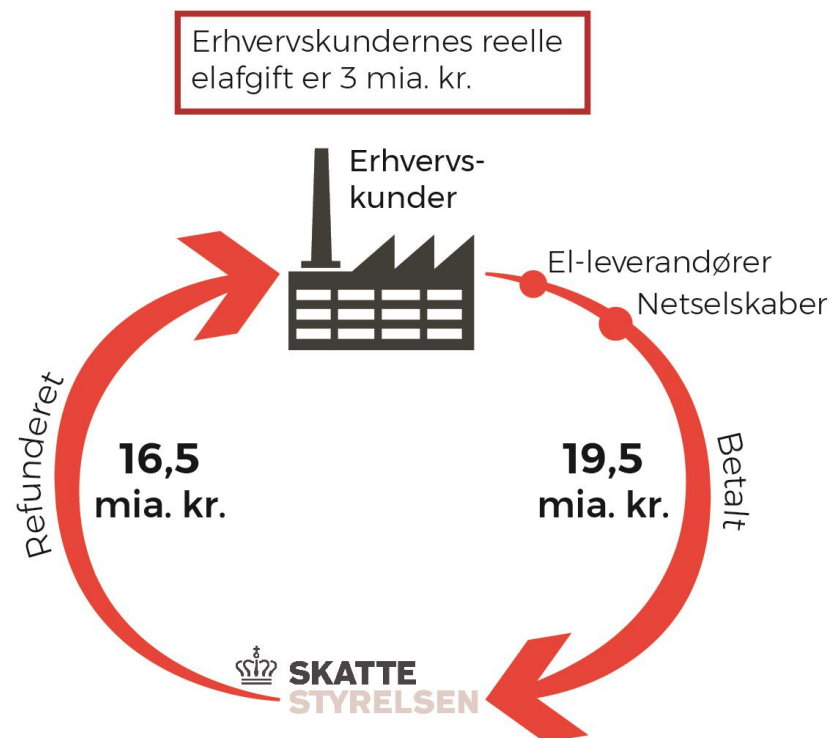 Erhvervskundernes reelle
elafgift er 3 mia. kr.
Erhvervs-
kunder
El-leverandører
Netselskaber
Refunderet
16,5
mia. kr.
19,5
mia. kr.
Betalt
SKATTE
STYRELSEN